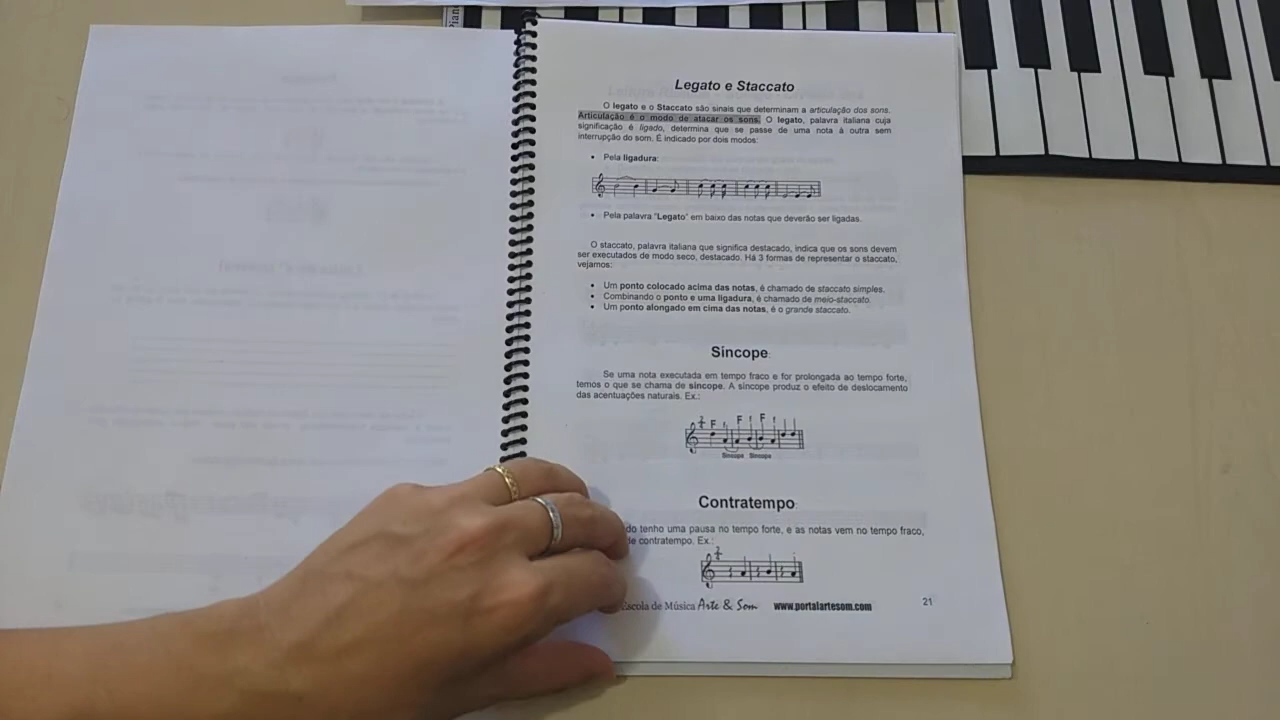 Piano
Legato e Staccato
O legato e o Staccato são sinais que determinam a articulação dos sons.
Articulação é o modo de atacar os sons. O legato, palavra italiana cuja
significação é ligado, determina que se passe de uma nota à outra sem
interrupção do som. É indicado por dois modos:
• Pela ligadura:
• Pela palavra "Legato" em baixo das notas que deverão ser ligadas.
O staccato, palavra italiana que significa destacado, indica que os sons devem
ser executados de modo seco, destacado. Há 3 formas de representar o staccato,
vejamos:
• Um ponto colocado acima das notas, é chamado de staccato simples.
• Combinando o ponto e uma ligadura, é chamado de meio-staccato.
• Um ponto alongado em cima das notas, é o grande staccato.
Síncope:
Se uma nota executada em tempo fraco e for prolongada ao tempo forte,
temos o que se chama de síncope. A síncope produz o efeito de deslocamento
das acentuações naturais. Ex.:
F f F f F f
Síncope Síncope
Contratempo:
do tenho uma pausa no tempo forte, e as notas vem no tempo fraco,
de contratempo. Ex.:
Escola de Música Arte & Som www.portalartesom.com 21